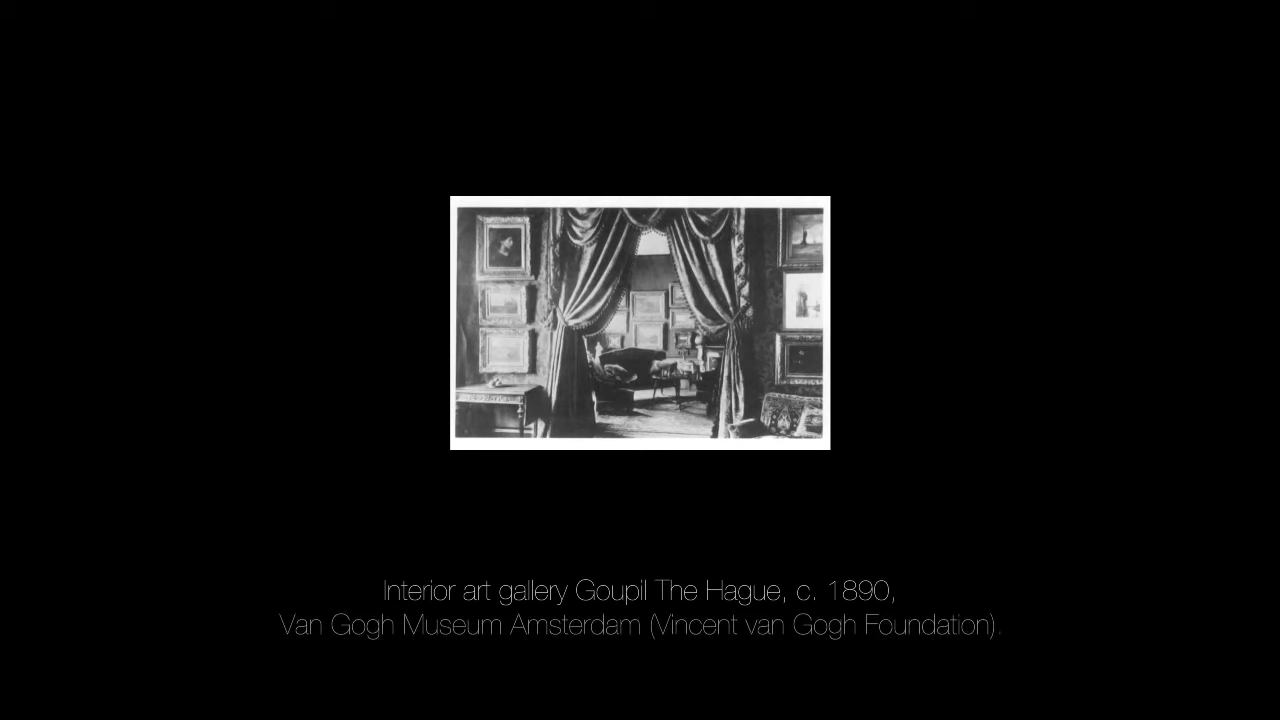 Interior art gallery Goupil The Hague, c. 1890,
Van Gogh Museum Amsterdam (Vincent van Gogh Foundation).